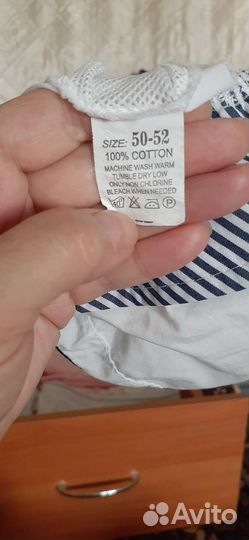 SIZE: 50-52
100% COTTON
MACHINE WASH WARM
TUMBLE DRY LOW
ONLY NON CHLORINE
BLEACH WHEN NEEDED
Avito